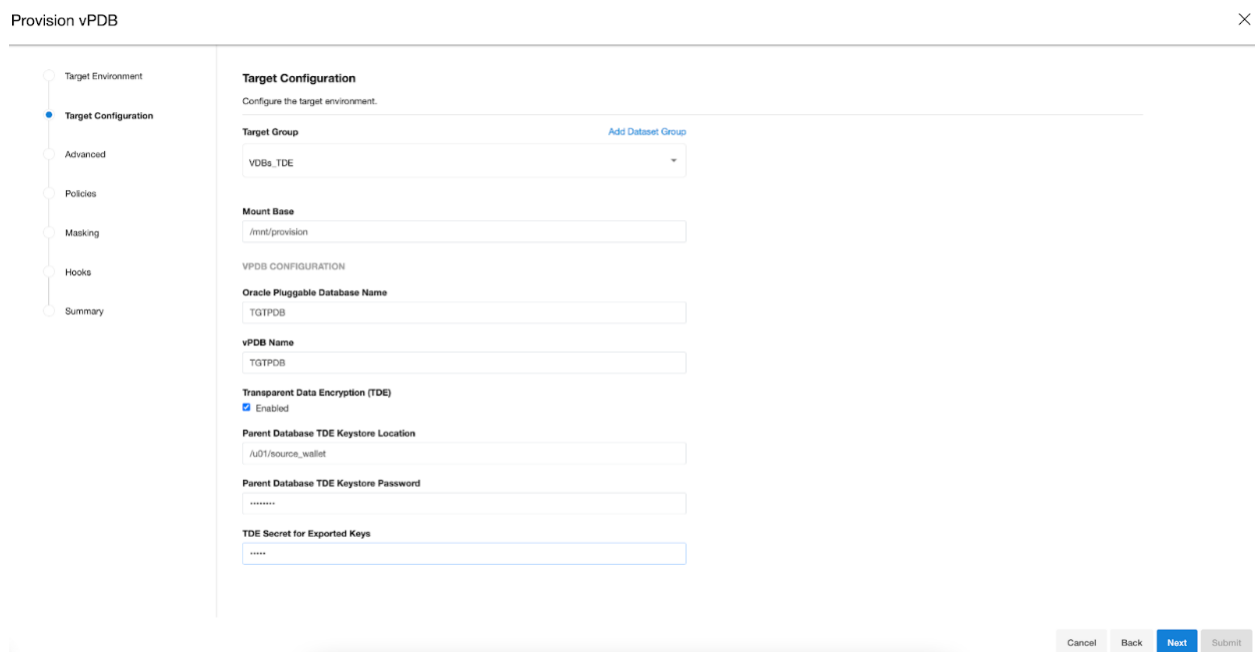 Provision vPDB
Target Environment
Target Configuration
Advanced
Policies
Masking
Hooks
Summary
Target Configuration
Configure the target environment.
Target Group
Add Dataset Group
VDBs_TDE
Mount Base
/mnt/provision
VPDB CONFIGURATION
Oracle Pluggable Database Name
TGTPDB
vPDB Name
TGTPDB
Transparent Data Encryption (TDE)
Enabled
Parent Database TDE Keystore Location
/u01/source_wallet
Parent Database TDE Keystore Password
········
TDE Secret for Exported Keys
·····
Cancel
Back
Next
Submit